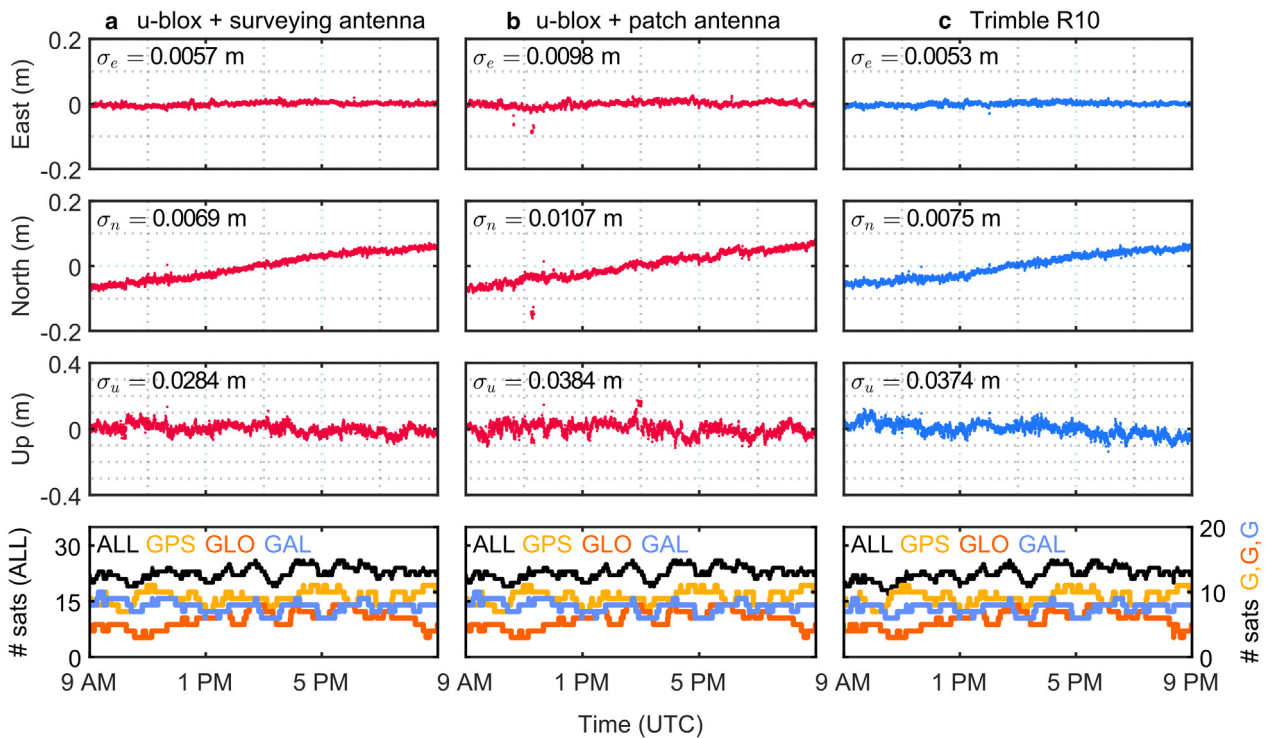 a u-blox + surveying antenna
b u-blox + patch antenna
c Trimble R10
East (m)
0.2
0
-0.2
σe = 0.0057 m
σe = 0.0098 m
σe = 0.0053 m
North (m)
0.2
0
-0.2
σn = 0.0069 m
σn = 0.0107 m
σn = 0.0075 m
Up (m)
0.4
0
-0.4
σu = 0.0284 m
σu = 0.0384 m
σu = 0.0374 m
# sats (ALL)
30
15
0
ALL GPS GLO GAL
ALL GPS GLO GAL
ALL GPS GLO GAL
20
10
0
# sats G,G,G
9 AM 1 PM 5 PM 9 AM 1 PM 5 PM 9 AM 1 PM 5 PM 9 PM
Time (UTC)